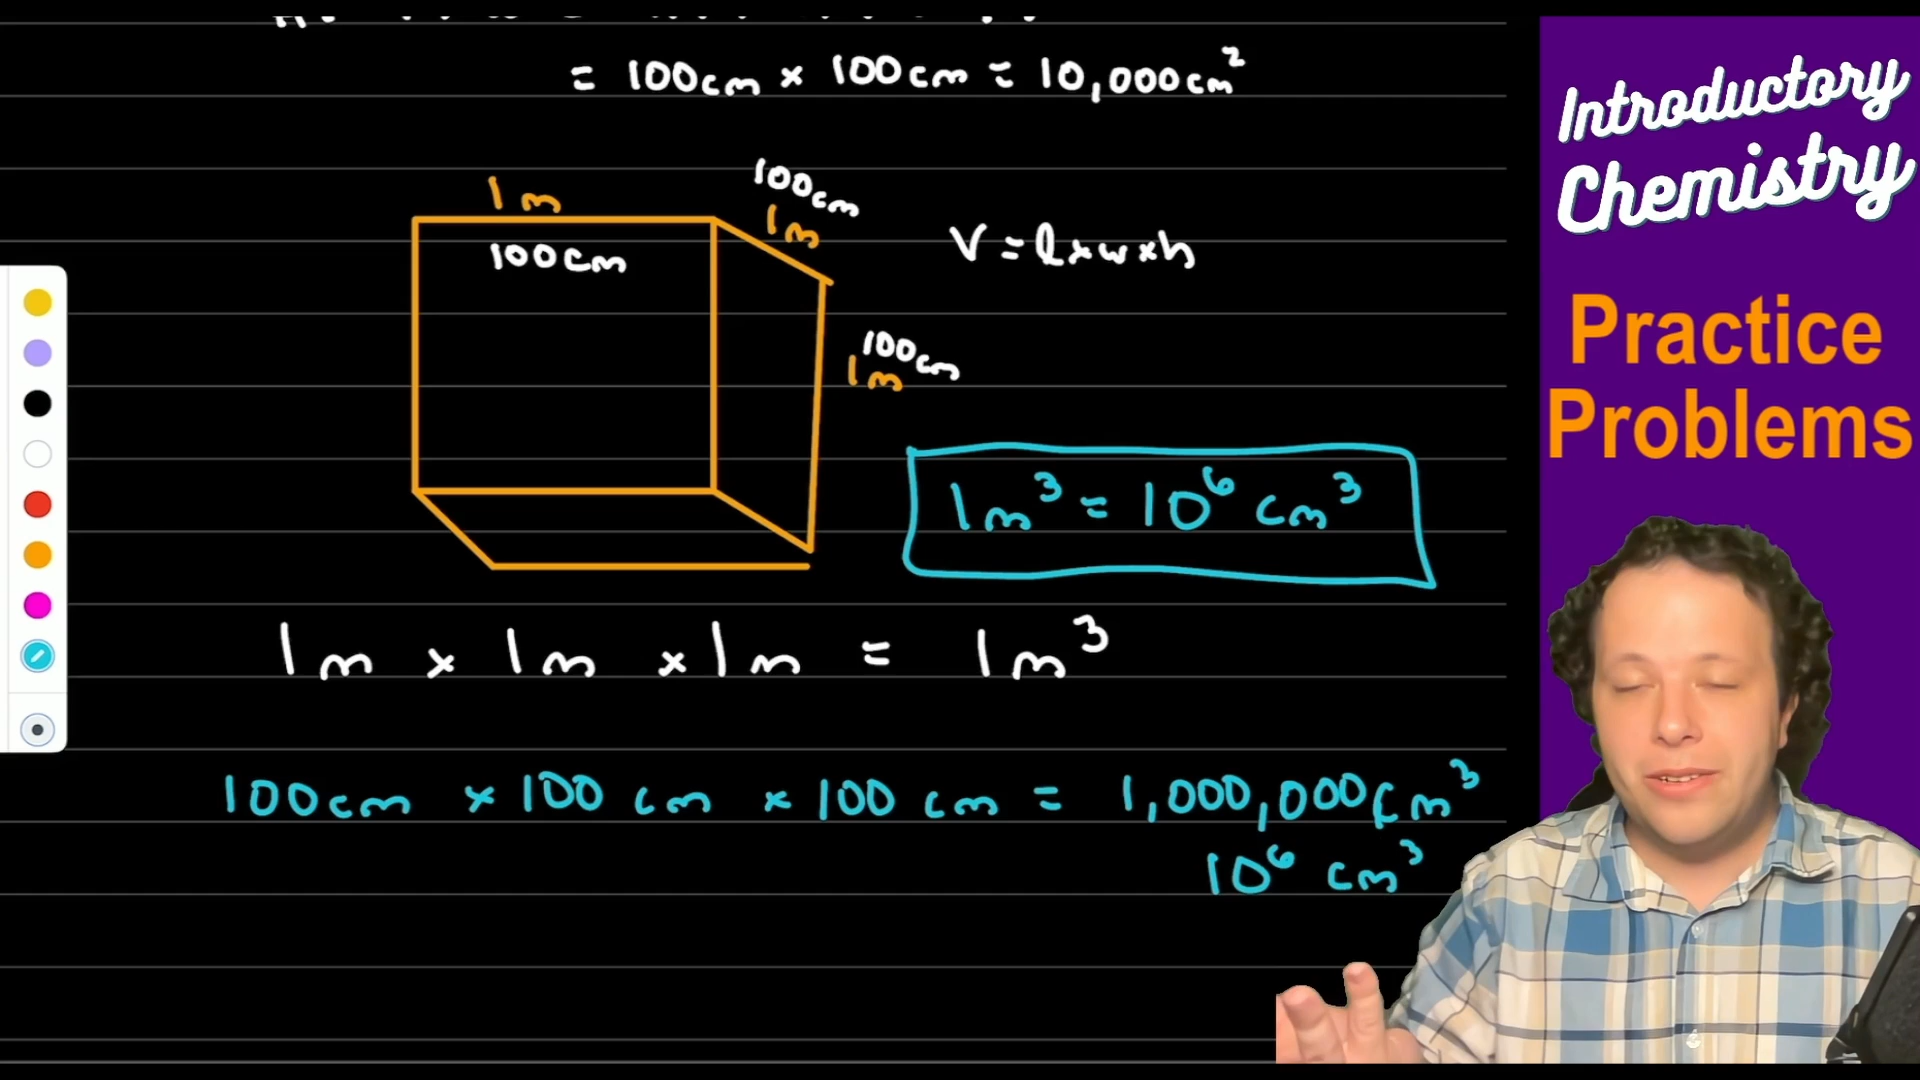 = 100cm × 100cm = 10,000cm²
1m
100cm
100cm
1m
V = l×w×h
100cm
1m
1m³ = 10⁶ cm³
1m × 1m × 1m = 1m³
100cm × 100 cm × 100 cm = 1,000,000cm³
10⁶ cm³
Introductory
Chemistry
Practice
Problems